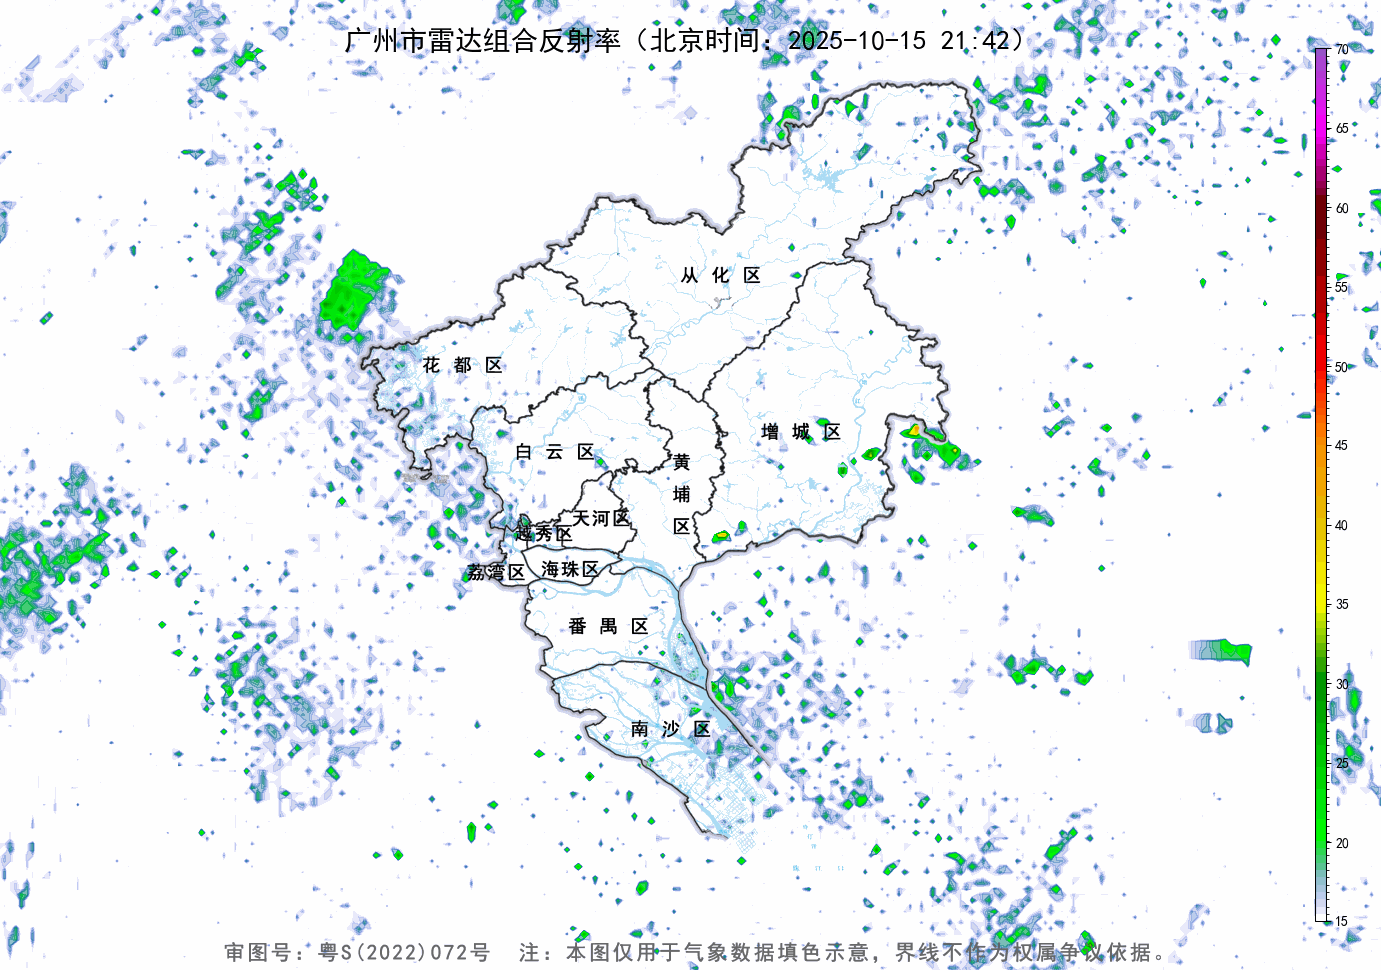 广州市雷达组合反射率（北京时间：2025-10-15 21:42）
70
65
60
55
50
45
40
35
30
25
20
15
从化区
花都区
增城区
白云区
黄埔区
天河区
越秀区
荔湾区
海珠区
番禺区
南沙区
审图号：粤S(2022)072号 注：本图仅用于气象数据填色示意，界线不作为权属争议依据。